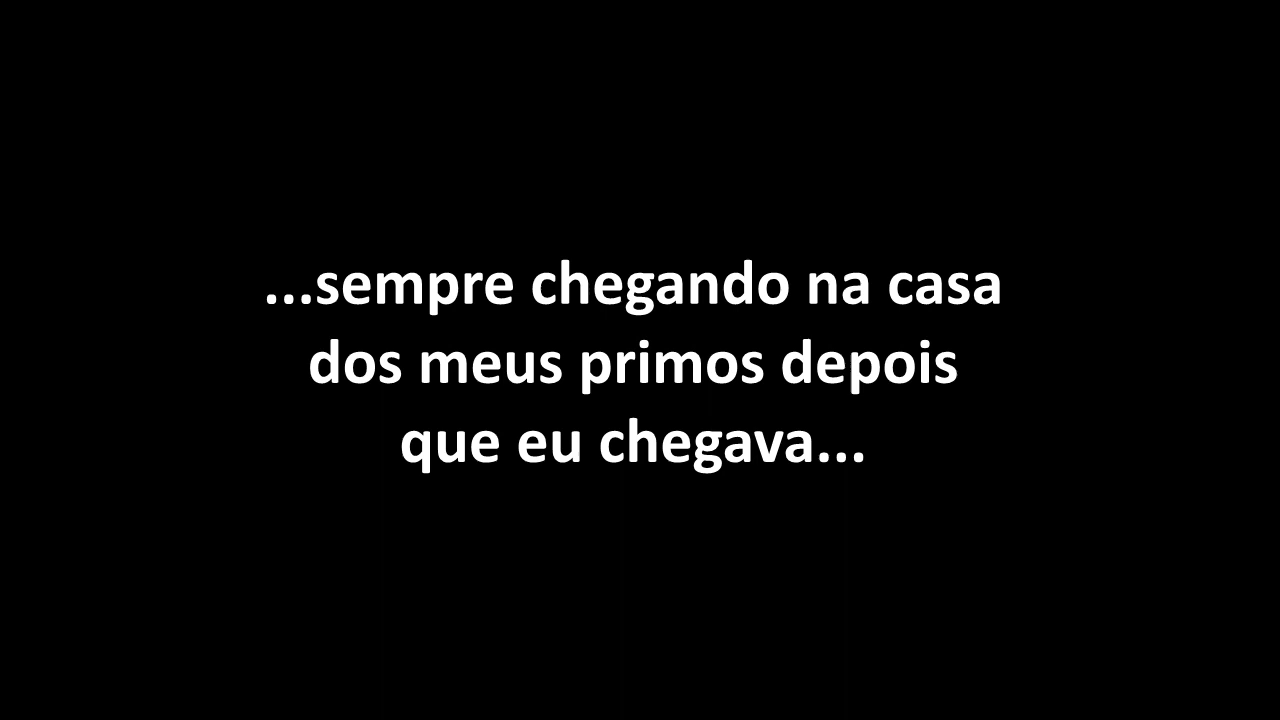 ...sempre chegando na casa
dos meus primos depois
que eu chegava...